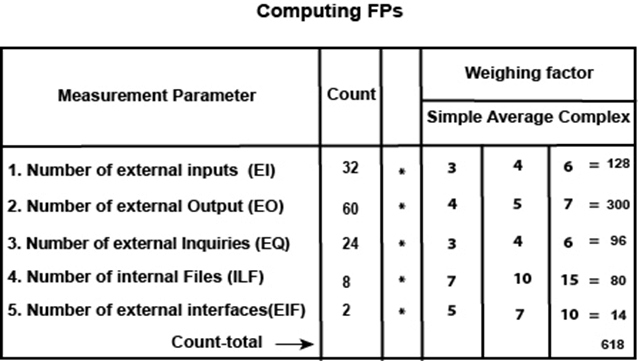 Computing FPs
Measurement Parameter Count Weighing factor
Simple Average Complex
1. Number of external inputs (EI) 32 * 3 4 6 = 128
2. Number of external Output (EO) 60 * 4 5 7 = 300
3. Number of external Inquiries (EQ) 24 * 3 4 6 = 96
4. Number of internal Files (ILF) 8 * 7 10 15 = 80
5. Number of external interfaces(EIF) 2 * 5 7 10 = 14
Count-total → 618